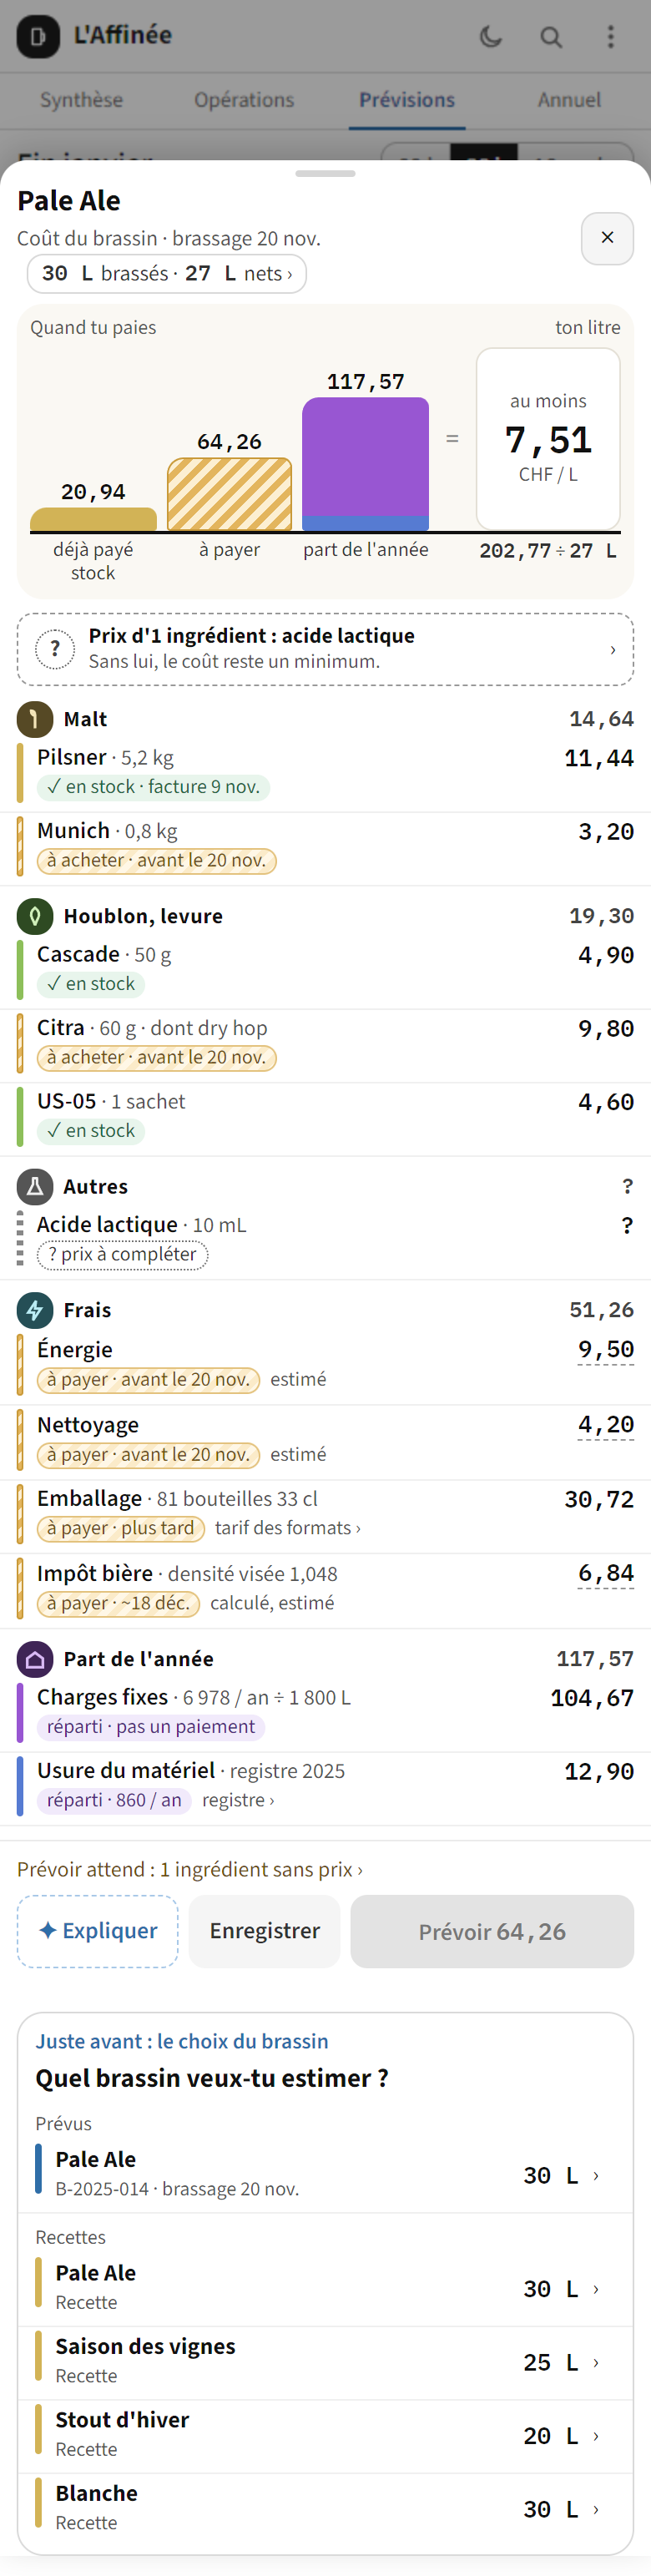 L'Affinée
Synthèse Opérations Prévisions Annuel
Pale Ale
Coût du brassin · brassage 20 nov.
30 L brassés · 27 L nets ›
×
Quand tu paies ton litre
20,94 64,26 117,57 = au moins
7,51
CHF / L
déjà payé
stock
à payer
part de l'année
202,77÷27 L
? Prix d'1 ingrédient : acide lactique ›
Sans lui, le coût reste un minimum.
Malt 14,64
Pilsner · 5,2 kg 11,44
✓ en stock · facture 9 nov.
Munich · 0,8 kg 3,20
à acheter · avant le 20 nov.
Houblon, levure 19,30
Cascade · 50 g 4,90
✓ en stock
Citra · 60 g · dont dry hop 9,80
à acheter · avant le 20 nov.
US-05 · 1 sachet 4,60
✓ en stock
Autres ?
Acide lactique · 10 mL ?
? prix à compléter
Frais 51,26
Énergie 9,50
à payer · avant le 20 nov. estimé
Nettoyage 4,20
à payer · avant le 20 nov. estimé
Emballage · 81 bouteilles 33 cl 30,72
à payer · plus tard tarif des formats ›
Impôt bière · densité visée 1,048 6,84
à payer · ~18 déc. calculé, estimé
Part de l'année 117,57
Charges fixes · 6 978 / an ÷ 1 800 L 104,67
réparti · pas un paiement
Usure du matériel · registre 2025 12,90
réparti · 860 / an registre ›
Prévoir attend : 1 ingrédient sans prix ›
✦ Expliquer Enregistrer Prévoir 64,26
Juste avant : le choix du brassin
Quel brassin veux-tu estimer ?
Prévus
Pale Ale 30 L ›
B-2025-014 · brassage 20 nov.
Recettes
Pale Ale 30 L ›
Recette
Saison des vignes 25 L ›
Recette
Stout d'hiver 20 L ›
Recette
Blanche 30 L ›
Recette